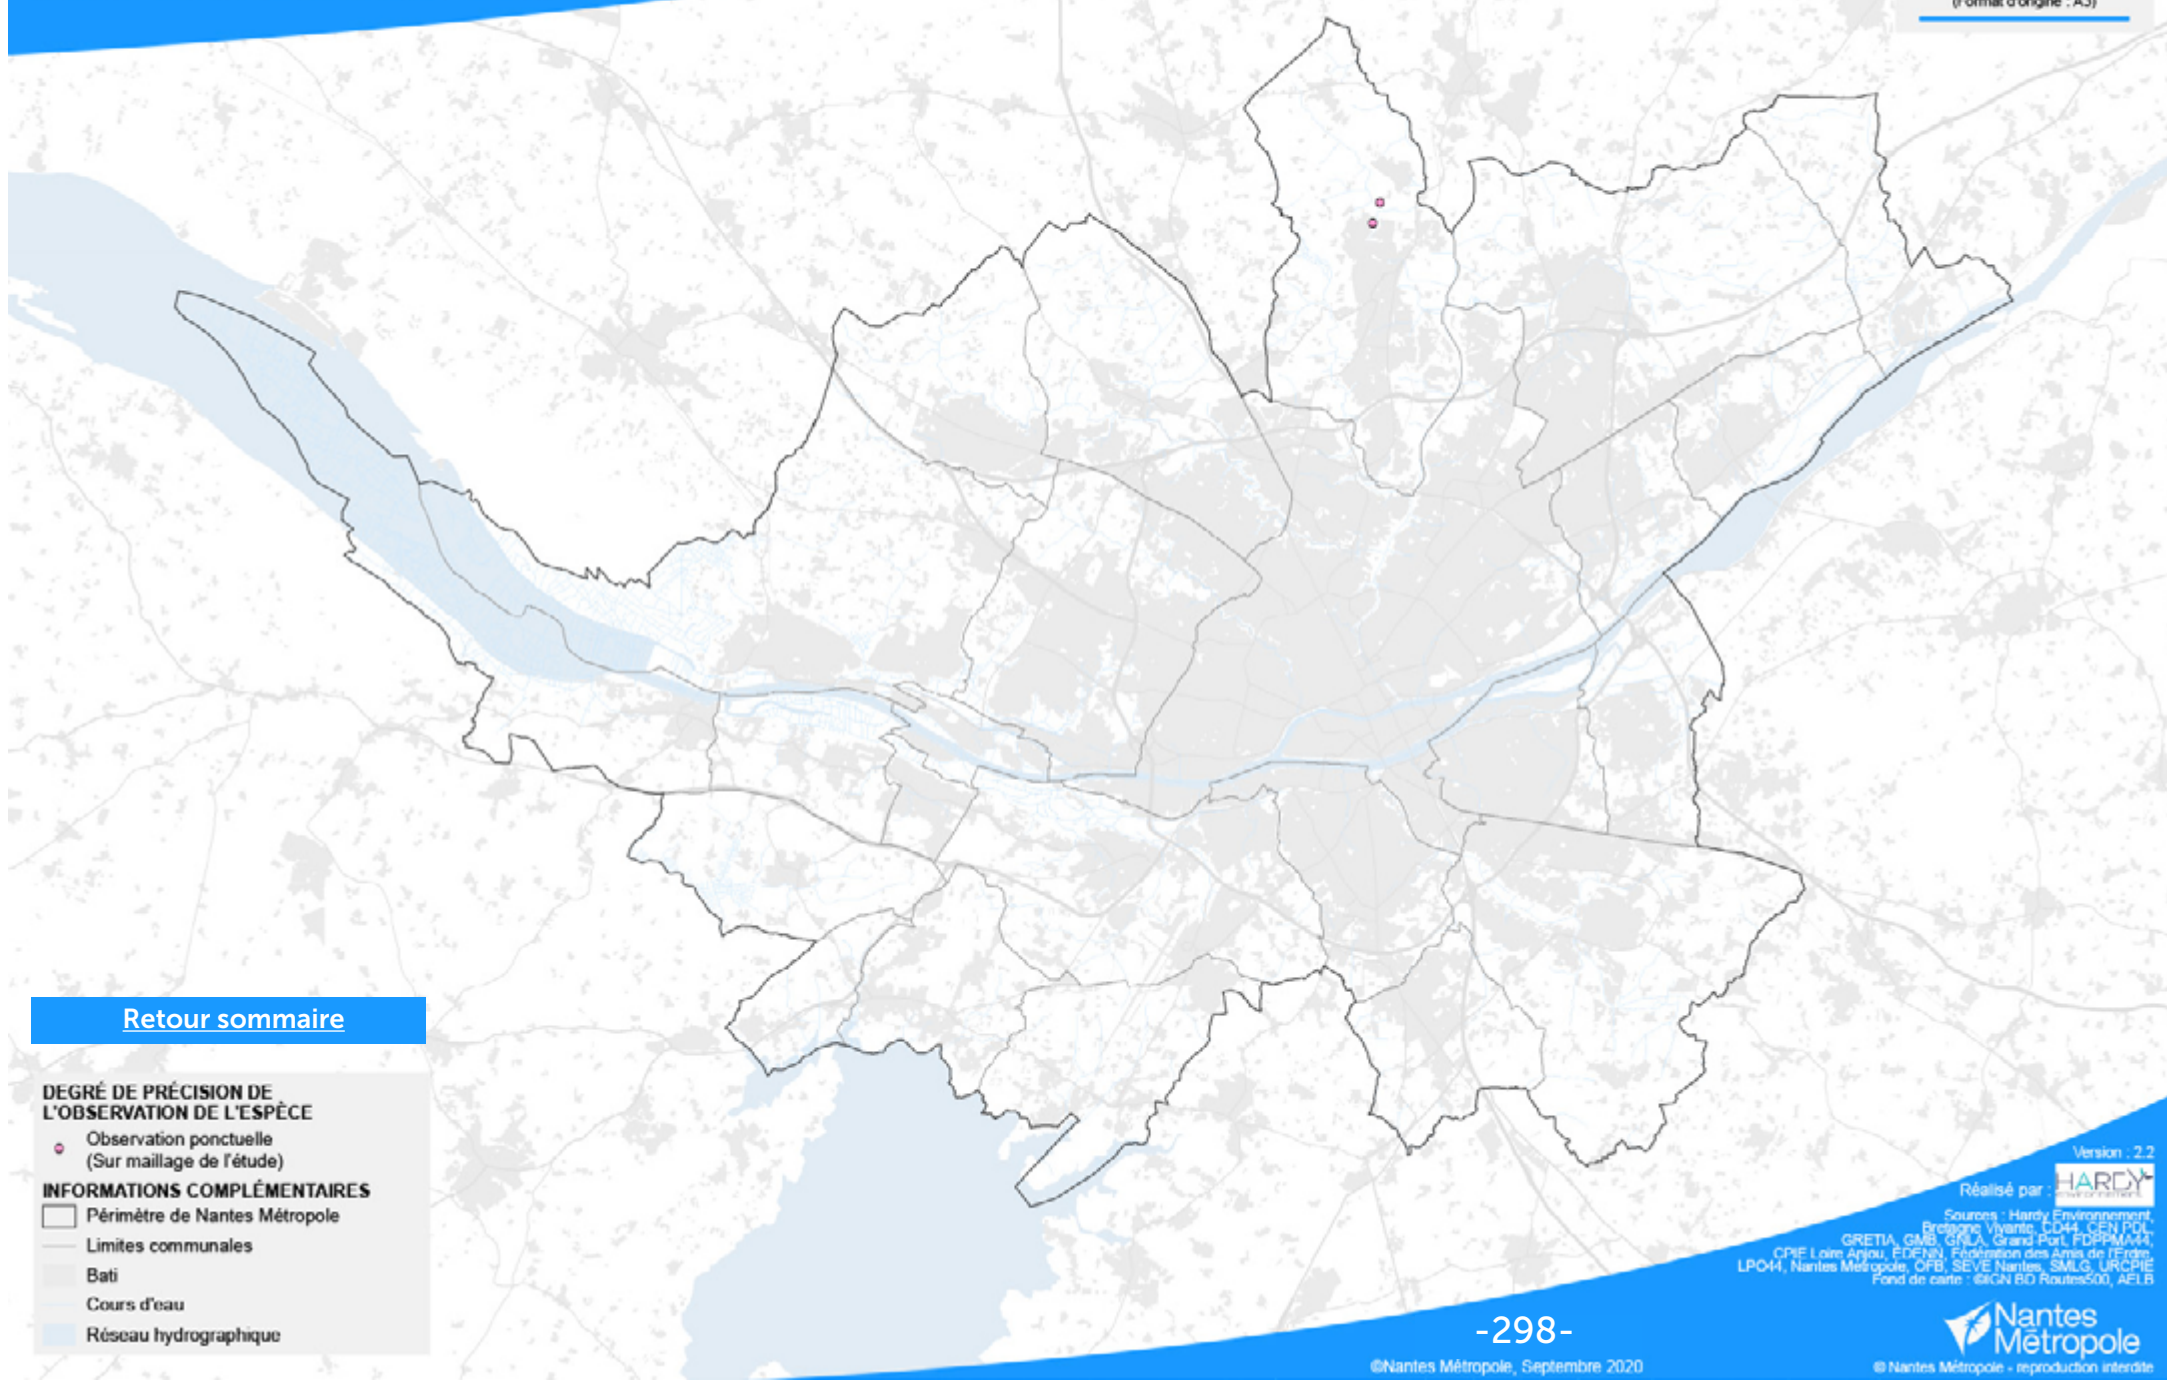 (Format d'origine : A3)
Retour sommaire
DEGRÉ DE PRÉCISION DE
L'OBSERVATION DE L'ESPÈCE
Observation ponctuelle
(Sur maillage de l'étude)
INFORMATIONS COMPLÉMENTAIRES
Périmètre de Nantes Métropole
Limites communales
Bati
Cours d'eau
Réseau hydrographique
Version : 2.2
Réalisé par : HARDY
environnement
Sources : Hardy Environnement,
Bretagne Vivante, CD44, CEN PDL,
GRETIA, GMB, GNLA, Grand Port, FDPPMA44,
CPIE Loire Anjou, EDENN, Fédération des Amis de l'Erdre,
LPO44, Nantes Métropole, OFB, SEVE Nantes, SMLG, URCPIE
Fond de carte : ©IGN BD Routes500, AELB
-298-
Nantes
Métropole
©Nantes Métropole, Septembre 2020
© Nantes Métropole - reproduction interdite